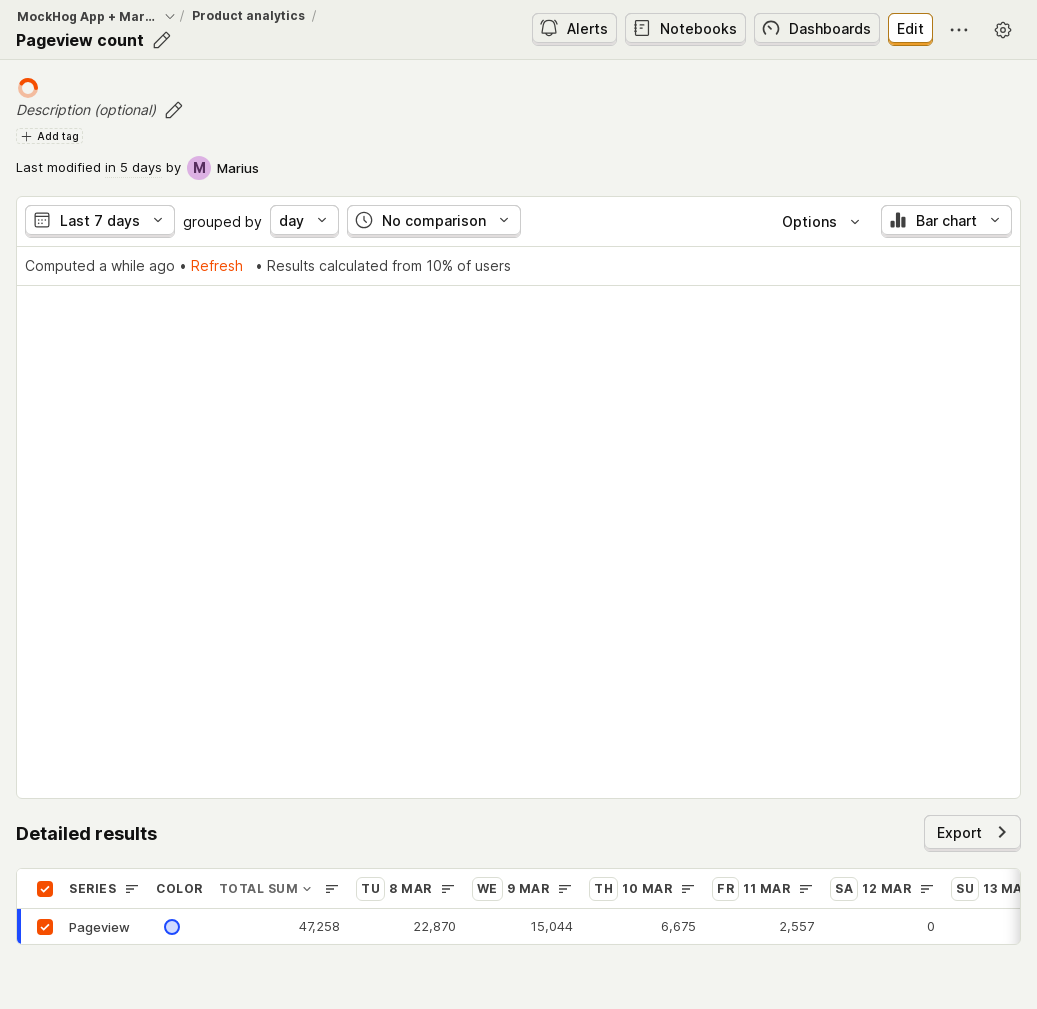 MockHog App + Mar... / Product analytics /
Pageview count
Alerts Notebooks Dashboards Edit
Description (optional)
Add tag
Last modified in 5 days by M Marius
Last 7 days grouped by day No comparison Options Bar chart
Computed a while ago • Refresh • Results calculated from 10% of users
Detailed results
Export
SERIES COLOR TOTAL SUM TU 8 MAR WE 9 MAR TH 10 MAR FR 11 MAR SA 12 MAR SU 13 MA
Pageview 47,258 22,870 15,044 6,675 2,557 0